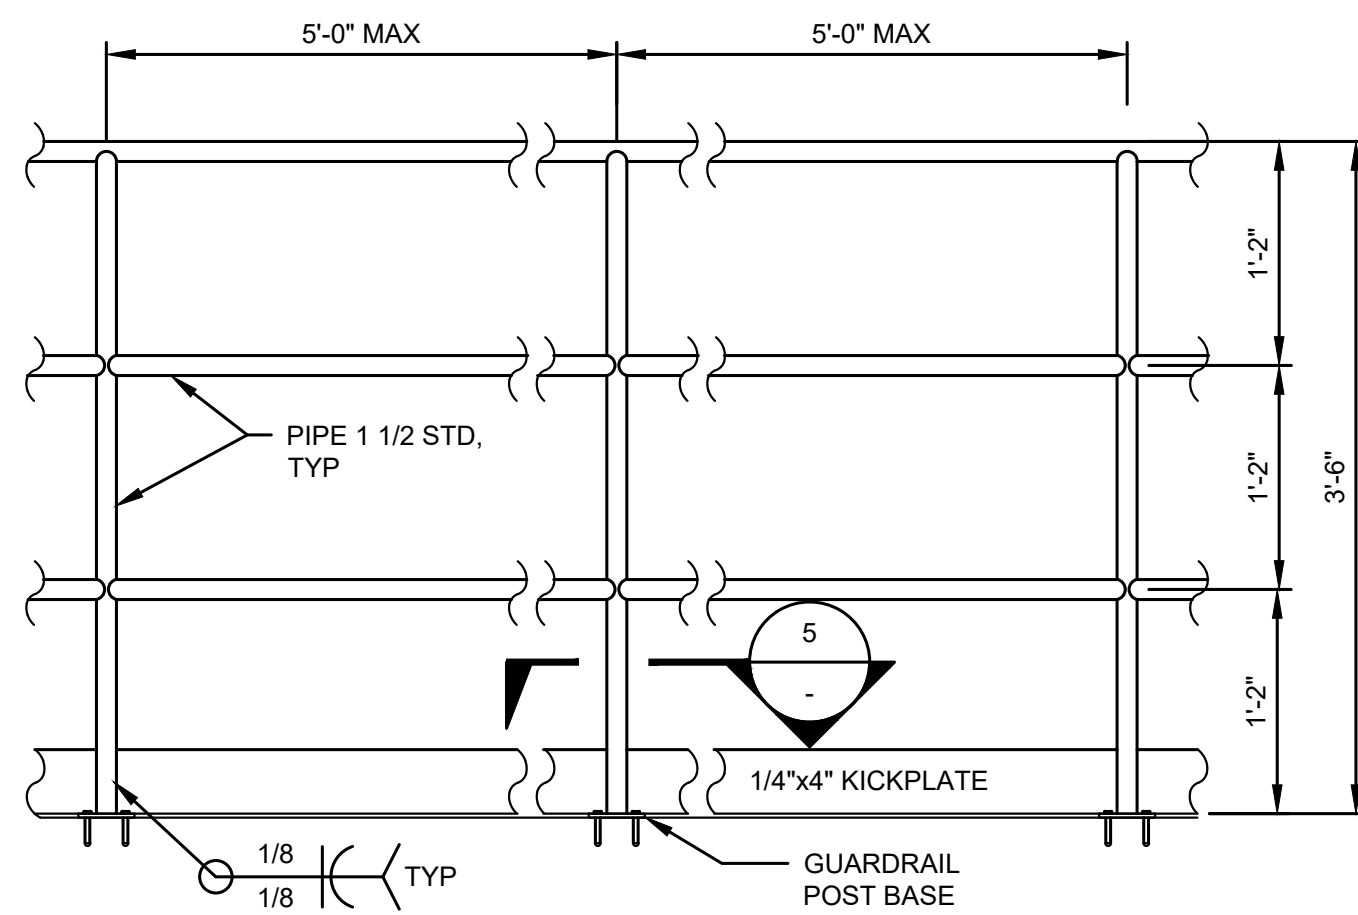 5'-0" MAX
5'-0" MAX
1'-2"
PIPE 1 1/2 STD,
TYP
1'-2"
3'-6"
5
-
1'-2"
1/4"x4" KICKPLATE
1/8
1/8
TYP
GUARDRAIL
POST BASE